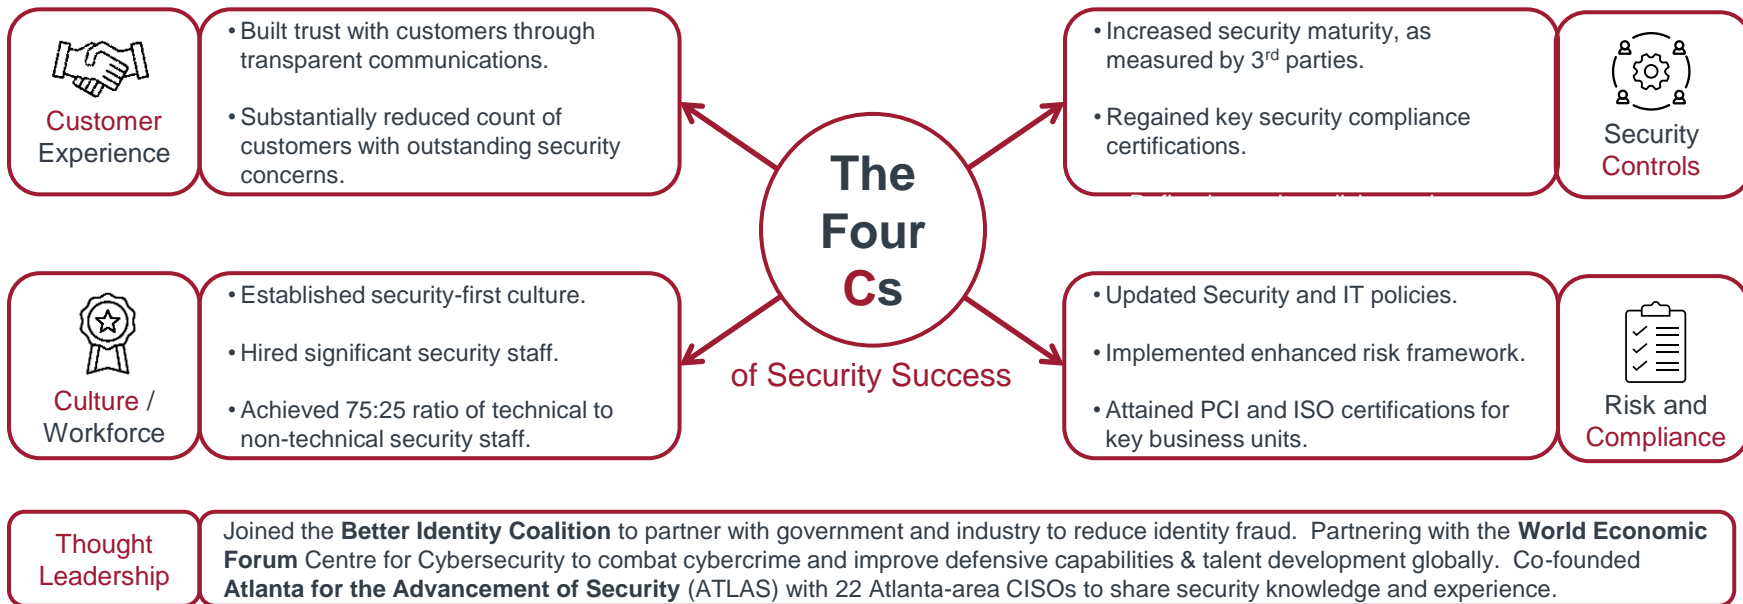 Customer
Experience
• Built trust with customers through
transparent communications.
• Substantially reduced count of
customers with outstanding security
concerns.
• Increased security maturity, as
measured by 3rd parties.
• Regained key security compliance
certifications.
Security
Controls
The
Four
Cs
of Security Success
Culture /
Workforce
• Established security-first culture.
• Hired significant security staff.
• Achieved 75:25 ratio of technical to
non-technical security staff.
• Updated Security and IT policies.
• Implemented enhanced risk framework.
• Attained PCI and ISO certifications for
key business units.
Risk and
Compliance
Thought
Leadership
Joined the Better Identity Coalition to partner with government and industry to reduce identity fraud. Partnering with the World Economic
Forum Centre for Cybersecurity to combat cybercrime and improve defensive capabilities & talent development globally. Co-founded
Atlanta for the Advancement of Security (ATLAS) with 22 Atlanta-area CISOs to share security knowledge and experience.